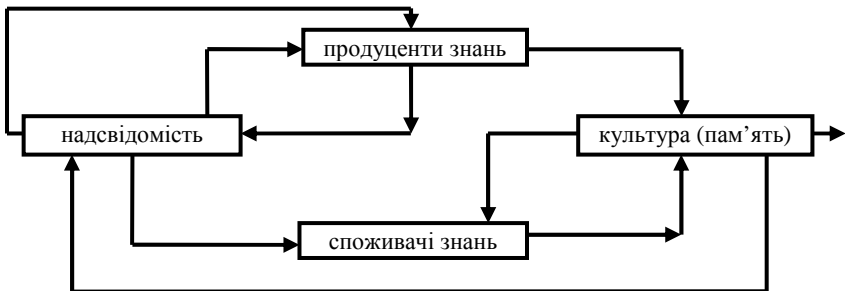 продуценти знань
надсвідомість
культура (пам’ять)
споживачі знань